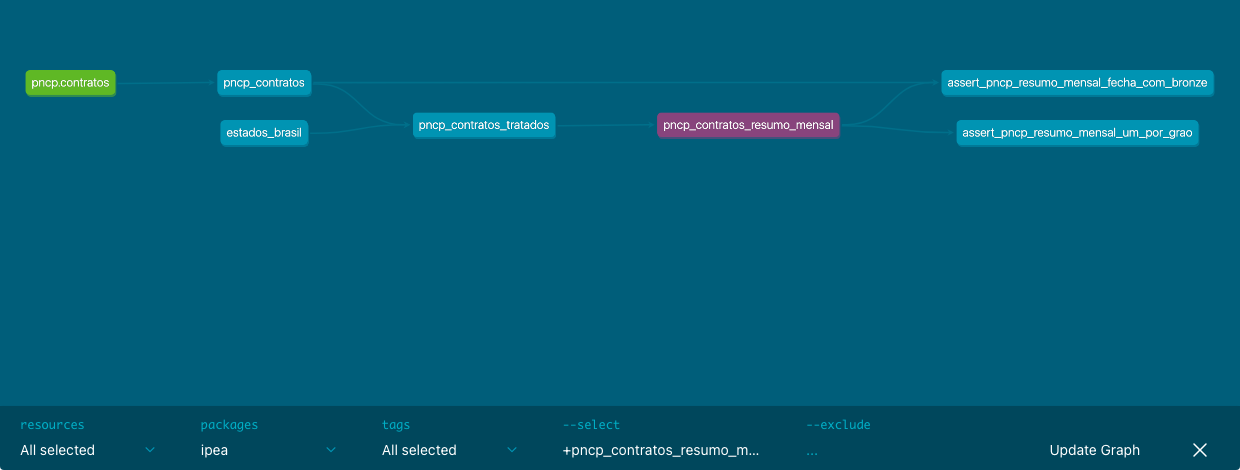 pncp.contratos
pncp_contratos
assert_pncp_resumo_mensal_fecha_com_bronze
estados_brasil
pncp_contratos_tratados
pncp_contratos_resumo_mensal
assert_pncp_resumo_mensal_um_por_grao
resources
packages
tags
--select
--exclude
All selected
ipea
All selected
+pncp_contratos_resumo_m...
...
Update Graph